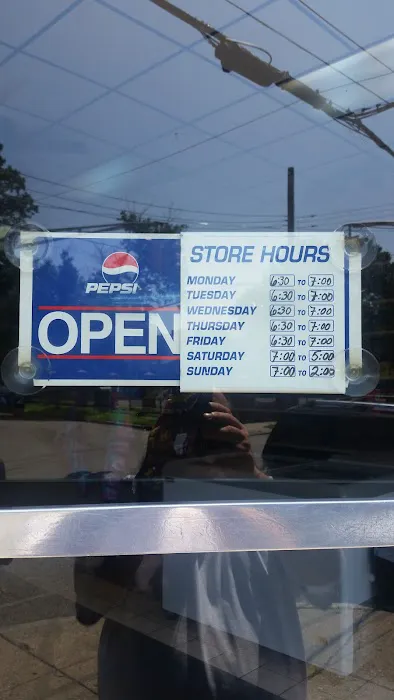 PEPSI
OPEN
STORE HOURS
MONDAY 6:30 TO 7:00
TUESDAY 6:30 TO 7:00
WEDNESDAY 6:30 TO 7:00
THURSDAY 6:30 TO 7:00
FRIDAY 6:30 TO 7:00
SATURDAY 7:00 TO 5:00
SUNDAY 7:00 TO 2:00